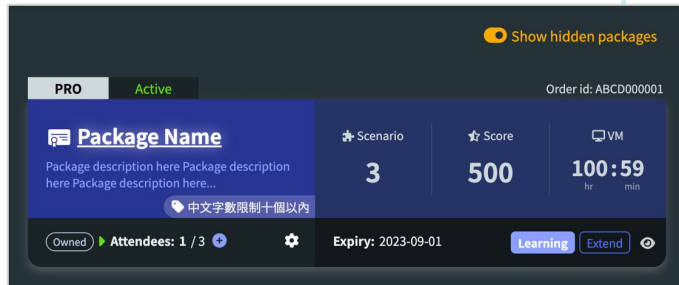 Show hidden packages
PRO Active Order id: ABCD000001
Package Name
Package description here Package description
here Package description here...
中文字數限制十個以內
Scenario Score VM
3 500 100:59
hr min
Owned Attendees: 1 / 3 Expiry: 2023-09-01 Learning Extend